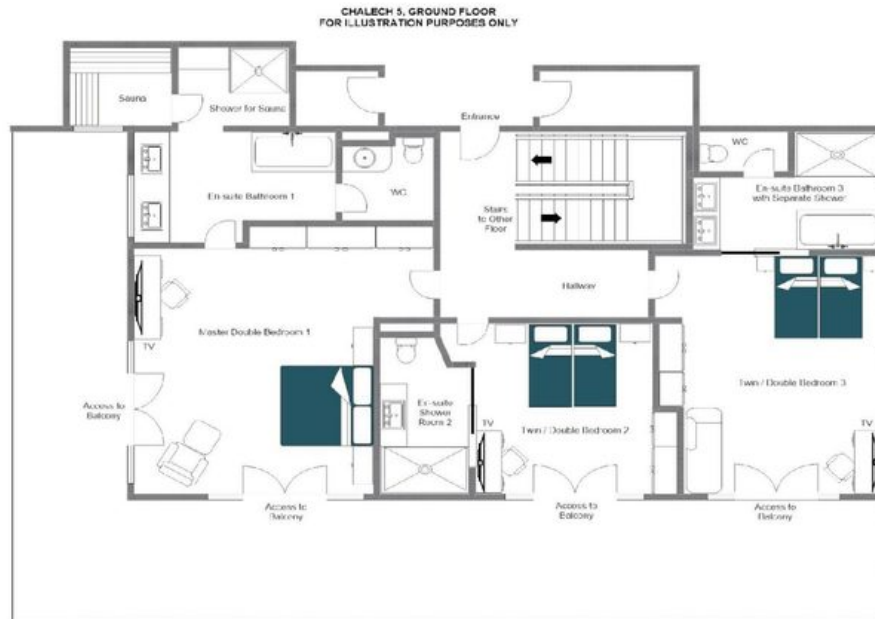 CHALECH 5, GROUND FLOOR
FOR ILLUSTRATION PURPOSES ONLY
Sauna
Shower for Sauna
Entrance
WC
En-suite Bathroom 1
WC
Stairs
to Other
Floor
En-suite Bathroom 3
with Separate Shower
Hallway
Master Double Bedroom 1
TV
Access to
Balcony
En-suite
Shower
Room 2
TV
Twin / Double Bedroom 2
Twin / Double Bedroom 3
TV
Access to
Balcony
Access to
Balcony
Access to
Balcony